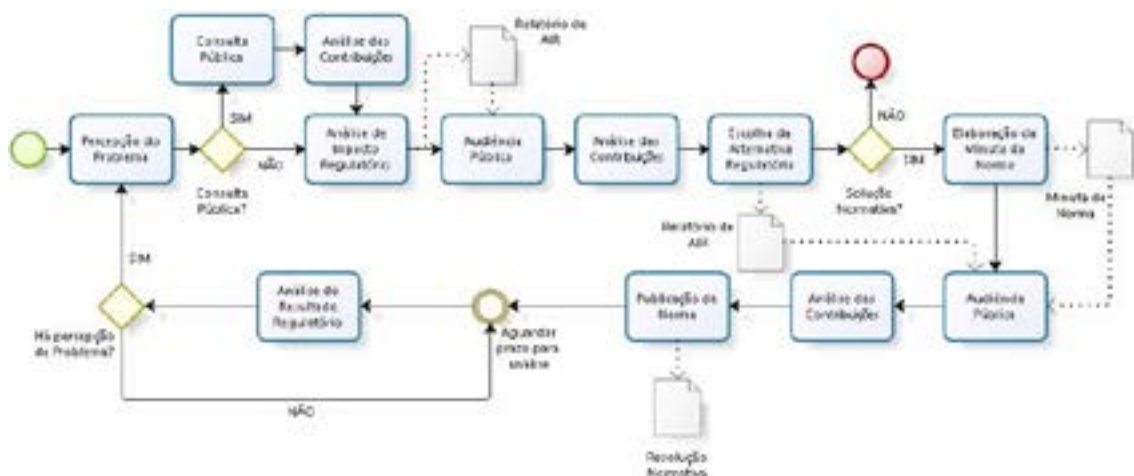 Consulta
Pública
Análise das
Contribuições
Relatório de
AIR
SIM
NÃO
Percepção do
Problema
NÃO
Análise de
Impacto
Regulatório
Audiência
Pública
Análise das
Contribuições
Escolha da
Alternativa
Regulatória
SIM
Elaboração da
Minuta da
Norma
Consulta
Pública?
Solução
Normativa?
Minuta da
Norma
Relatório de
AIR
SIM
Análise do
Resultado
Regulatório
Publicação da
Norma
Análise das
Contribuições
Audiência
Pública
Há percepção
de Problema?
Aguardar
prazo para
análise
NÃO
Resolução
Normativa